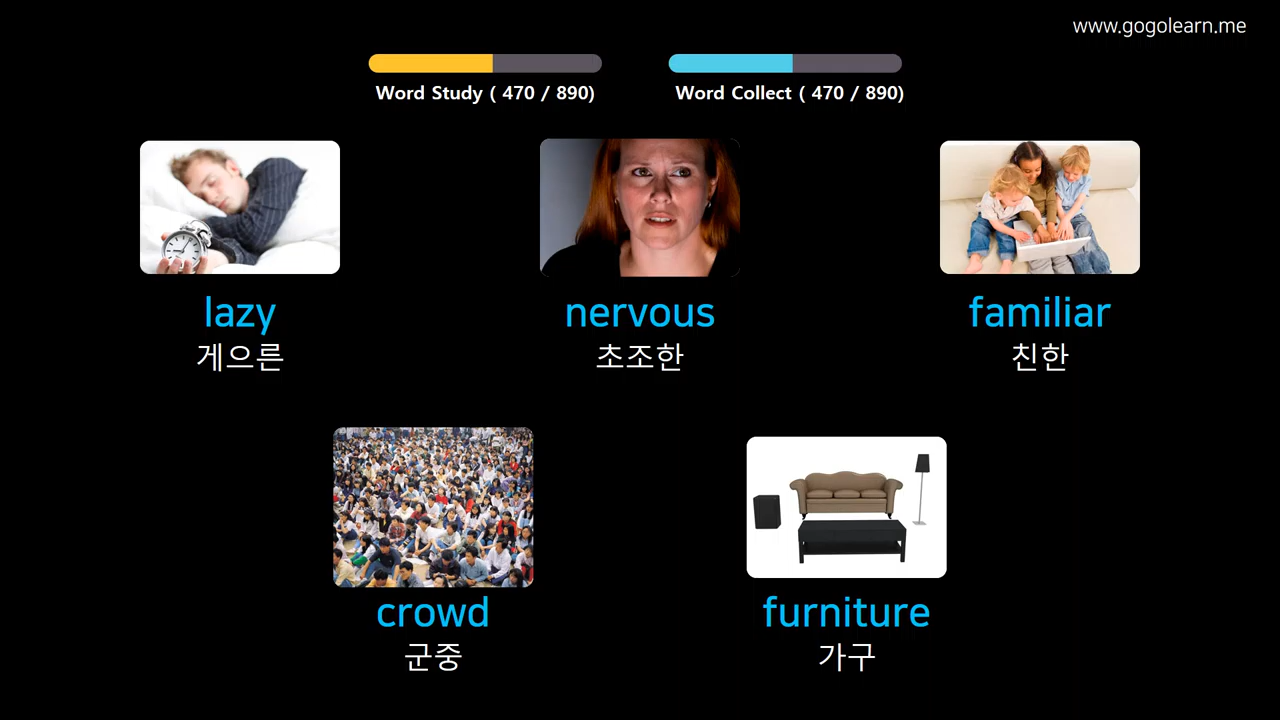 www.gogolearn.me
Word Study ( 470 / 890)
Word Collect ( 470 / 890)
lazy
게으른
nervous
초조한
familiar
친한
crowd
군중
furniture
가구